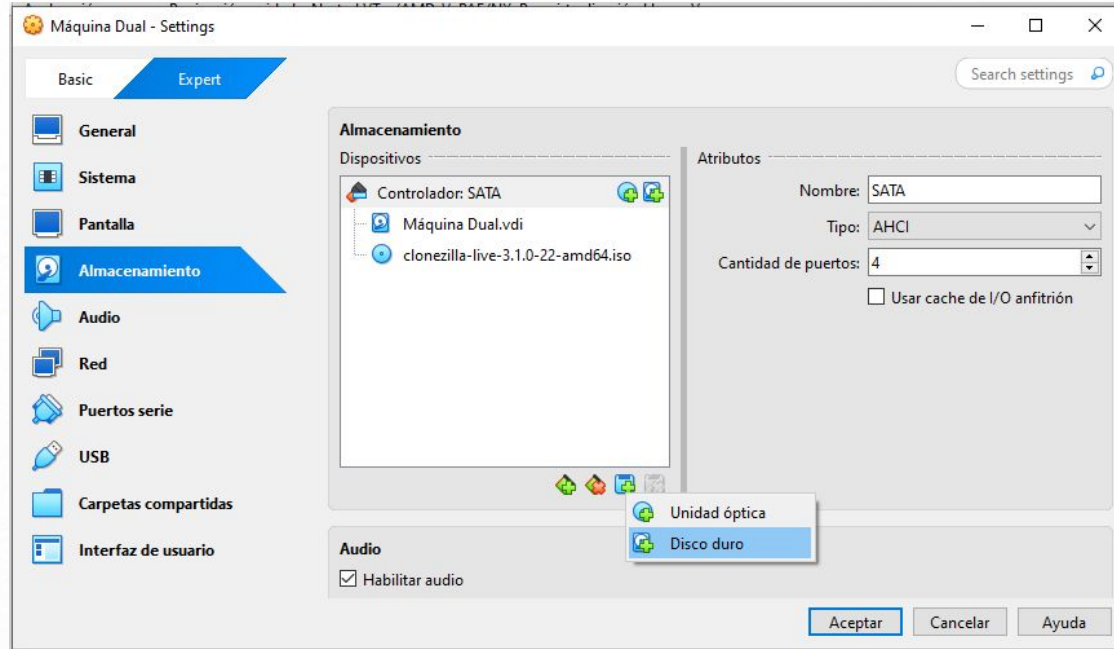 Máquina Dual - Settings
Basic
Expert
Search settings
General
Sistema
Pantalla
Almacenamiento
Audio
Red
Puertos serie
USB
Carpetas compartidas
Interfaz de usuario
Almacenamiento
Dispositivos
Controlador: SATA
Máquina Dual.vdi
clonezilla-live-3.1.0-22-amd64.iso
Atributos
Nombre: SATA
Tipo: AHCI
Cantidad de puertos: 4
Usar cache de I/O anfitrión
Unidad óptica
Disco duro
Audio
Habilitar audio
Aceptar
Cancelar
Ayuda